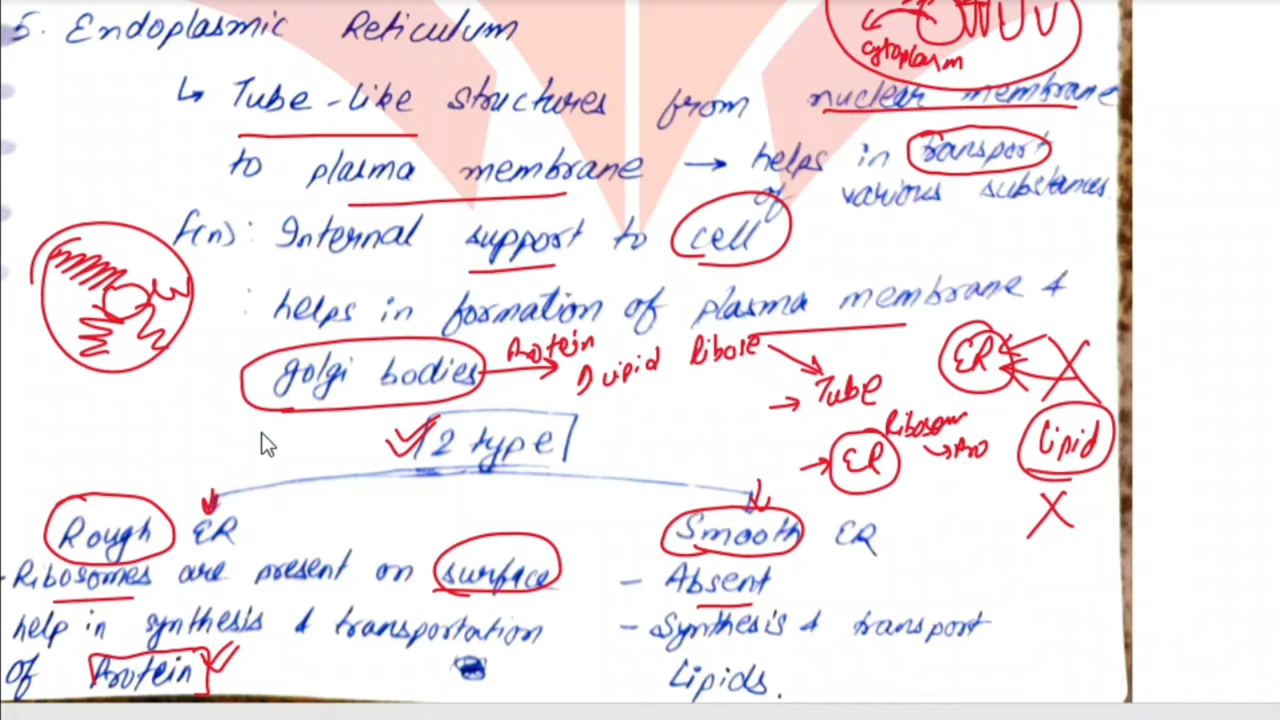 cytoplasm
5. Endoplasmic Reticulum
↳ Tube-like structures from nuclear membrane
to plasma membrane → helps in transport
of various substances.
f(n): Internal support to cell
: helps in formation of plasma membrane &
golgi bodies → Protein Lipid Ribose
ER
→ Tube
2 type
→ ER Ribosom → Pro
Lipid
Rough ER
Smooth ER
- Ribosomes are present on surface
- Absent
help in synthesis & transportation
- Synthesis & transport
of Protein
Lipids.